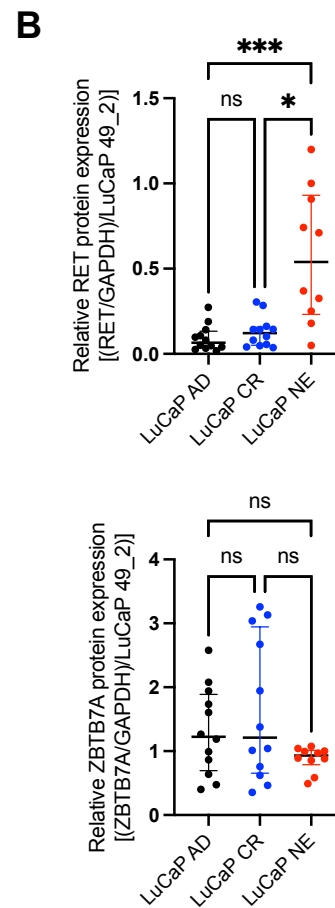 B
***
ns
*
Relative RET protein expression
[(RET/GAPDH)/LuCaP 49_2)]
1.5
1.0
0.5
0.0
LuCaP AD
LuCaP CR
LuCaP NE
ns
ns
ns
Relative ZBTB7A protein expression
[(ZBTB7A/GAPDH)/LuCaP 49_2)]
4
3
2
1
0
LuCaP AD
LuCaP CR
LuCaP NE